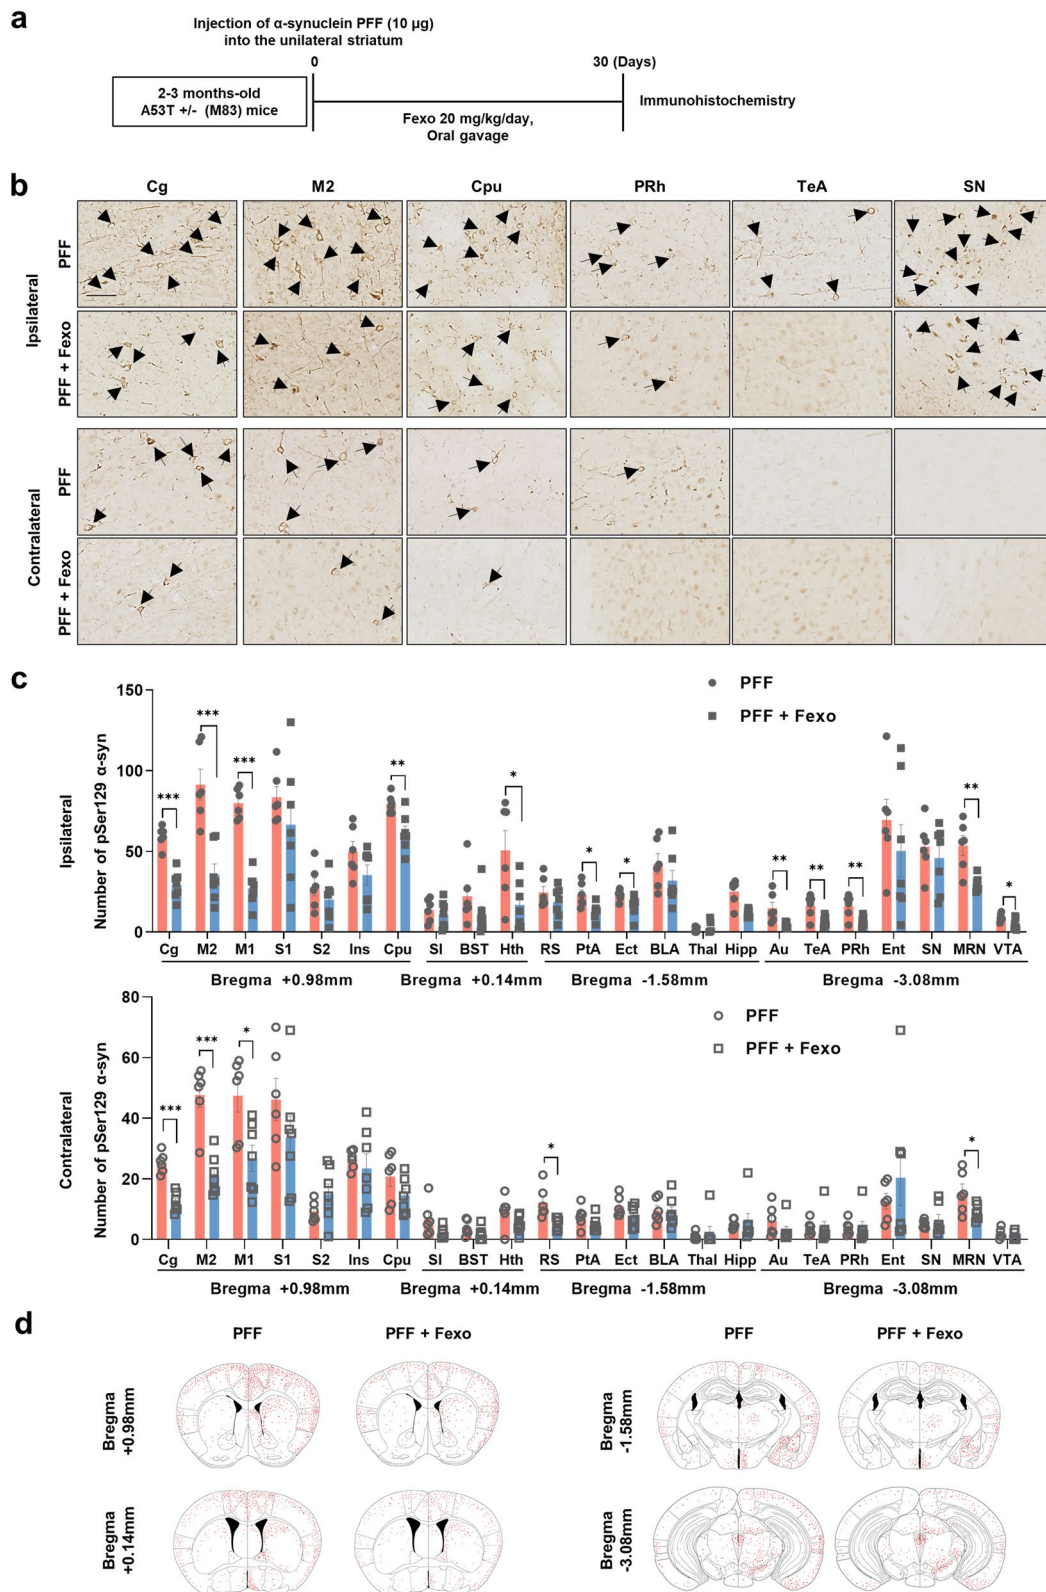 a
Injection of α-synuclein PFF (10 μg)
into the unilateral striatum
0
30 (Days)
2-3 months-old
A53T +/- (M83) mice
Fexo 20 mg/kg/day,
Oral gavage
Immunohistochemistry
b
Cg M2 Cpu PRh TeA SN
Ipsilateral
PFF
PFF + Fexo
Contralateral
PFF
PFF + Fexo
c
Ipsilateral
Number of pSer129 α-syn
150
100
50
0
PFF
PFF + Fexo
*** *** *** ** * * * ** ** ** ** *
Cg M2 M1 S1 S2 Ins Cpu SI BST Hth RS PtA Ect BLA Thal Hipp Au TeA PRh Ent SN MRN VTA
Bregma +0.98mm Bregma +0.14mm Bregma -1.58mm Bregma -3.08mm
Contralateral
Number of pSer129 α-syn
80
60
40
20
0
PFF
PFF + Fexo
*** *** * * *
Cg M2 M1 S1 S2 Ins Cpu SI BST Hth RS PtA Ect BLA Thal Hipp Au TeA PRh Ent SN MRN VTA
Bregma +0.98mm Bregma +0.14mm Bregma -1.58mm Bregma -3.08mm
d
PFF PFF + Fexo PFF PFF + Fexo
Bregma
+0.98mm
Bregma
-1.58mm
Bregma
+0.14mm
Bregma
-3.08mm